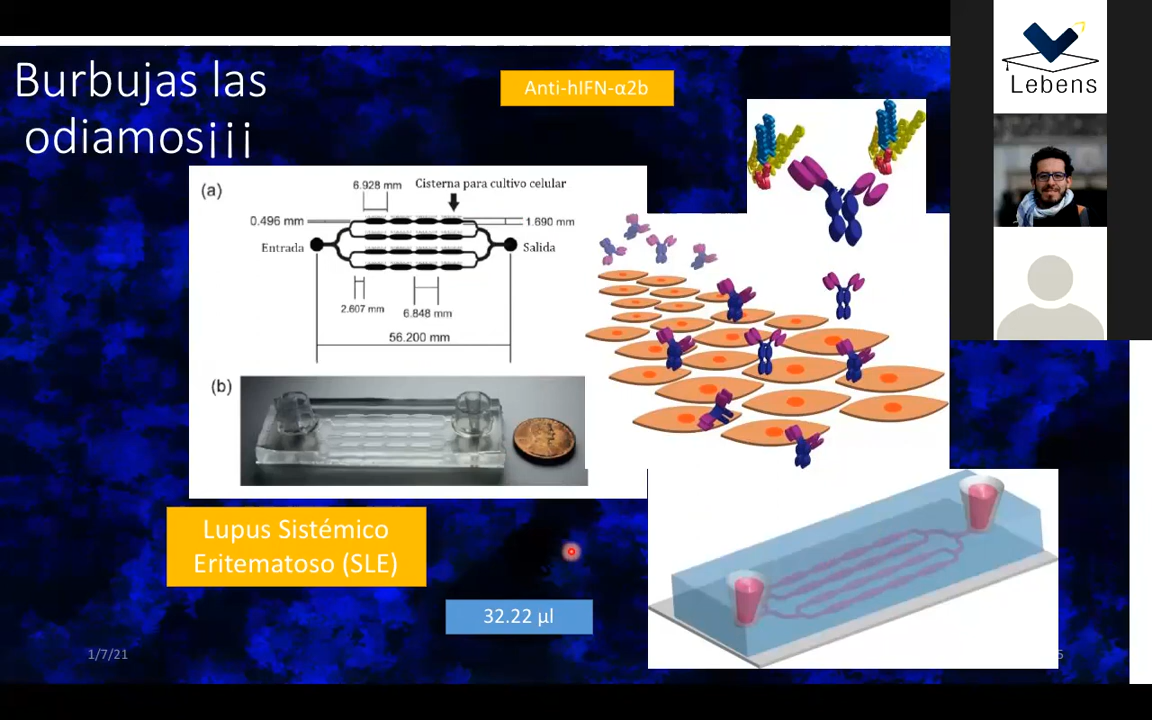 Burbujas las
odiamos¡¡¡
Anti-hIFN-α2b
(a)
6.928 mm
Cisterna para cultivo celular
0.496 mm
1.690 mm
Entrada
Salida
2.607 mm
6.848 mm
56.200 mm
(b)
Lupus Sistémico
Eritematoso (SLE)
32.22 µl
1/7/21
5
Lebens